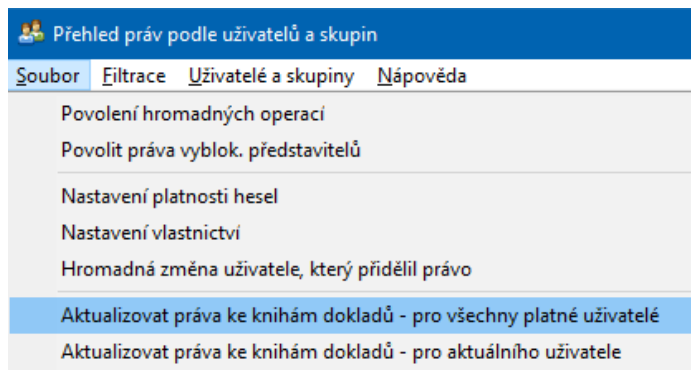 Přehled práv podle uživatelů a skupin
Soubor Filtrace Uživatelé a skupiny Nápověda
Povolení hromadných operací
Povolit práva vyblok. představitelů
Nastavení platnosti hesel
Nastavení vlastnictví
Hromadná změna uživatele, který přidělil právo
Aktualizovat práva ke knihám dokladů - pro všechny platné uživatelé
Aktualizovat práva ke knihám dokladů - pro aktuálního uživatele